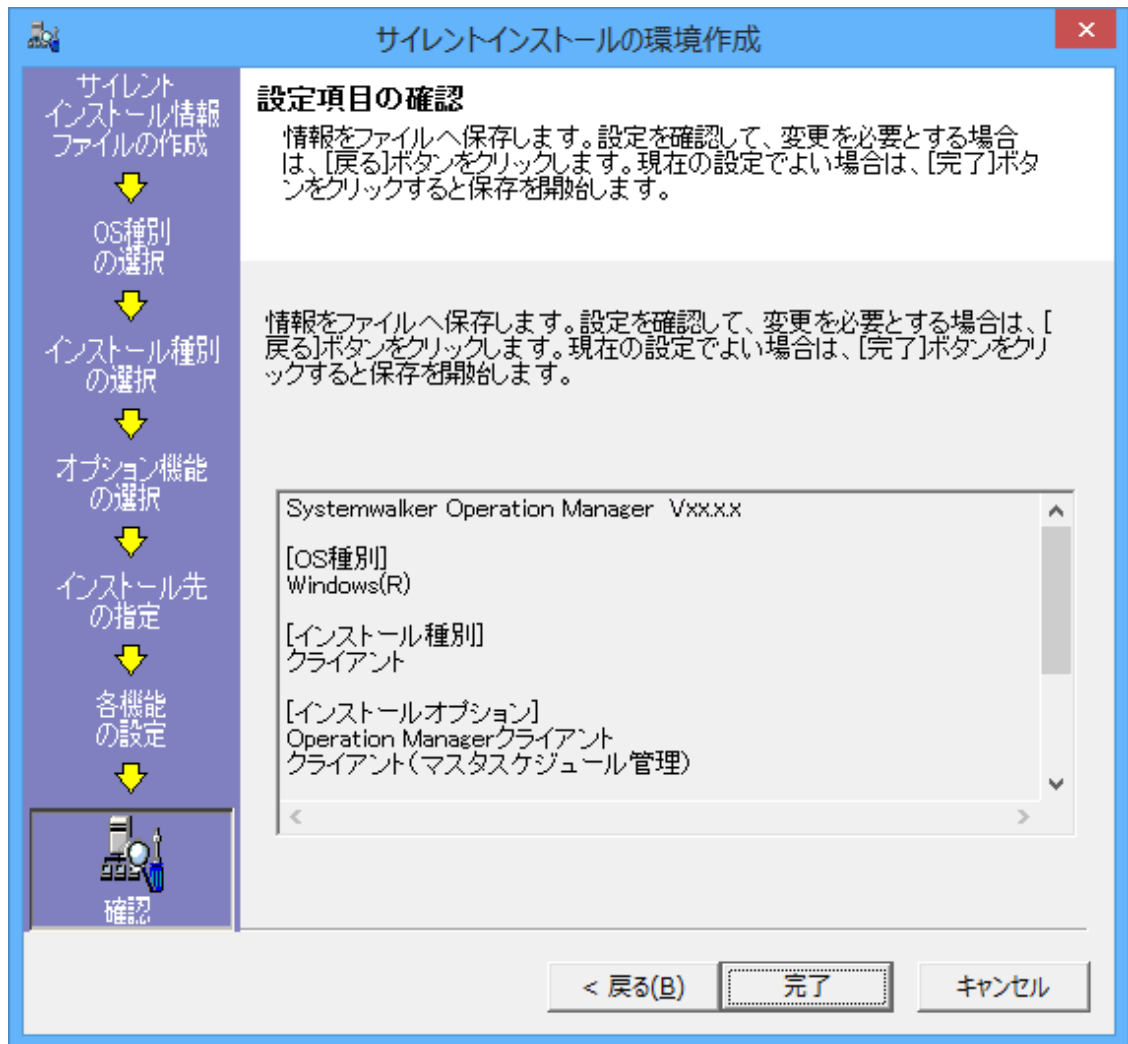 サイレントインストールの環境作成
サイレント
インストール情報
ファイルの作成
OS種別
の選択
インストール種別
の選択
オプション機能
の選択
インストール先
の指定
各機能
の設定
確認
設定項目の確認
情報をファイルへ保存します。設定を確認して、変更を必要とする場合
は、[戻る]ボタンをクリックします。現在の設定でよい場合は、[完了]ボタ
ンをクリックすると保存を開始します。
情報をファイルへ保存します。設定を確認して、変更を必要とする場合は、[
戻る]ボタンをクリックします。現在の設定でよい場合は、[完了]ボタンをクリ
ックすると保存を開始します。
Systemwalker Operation Manager Vxx.x.x
[OS種別]
Windows(R)
[インストール種別]
クライアント
[インストールオプション]
Operation Managerクライアント
クライアント(マスタスケジュール管理)
< 戻る(B)
完了
キャンセル